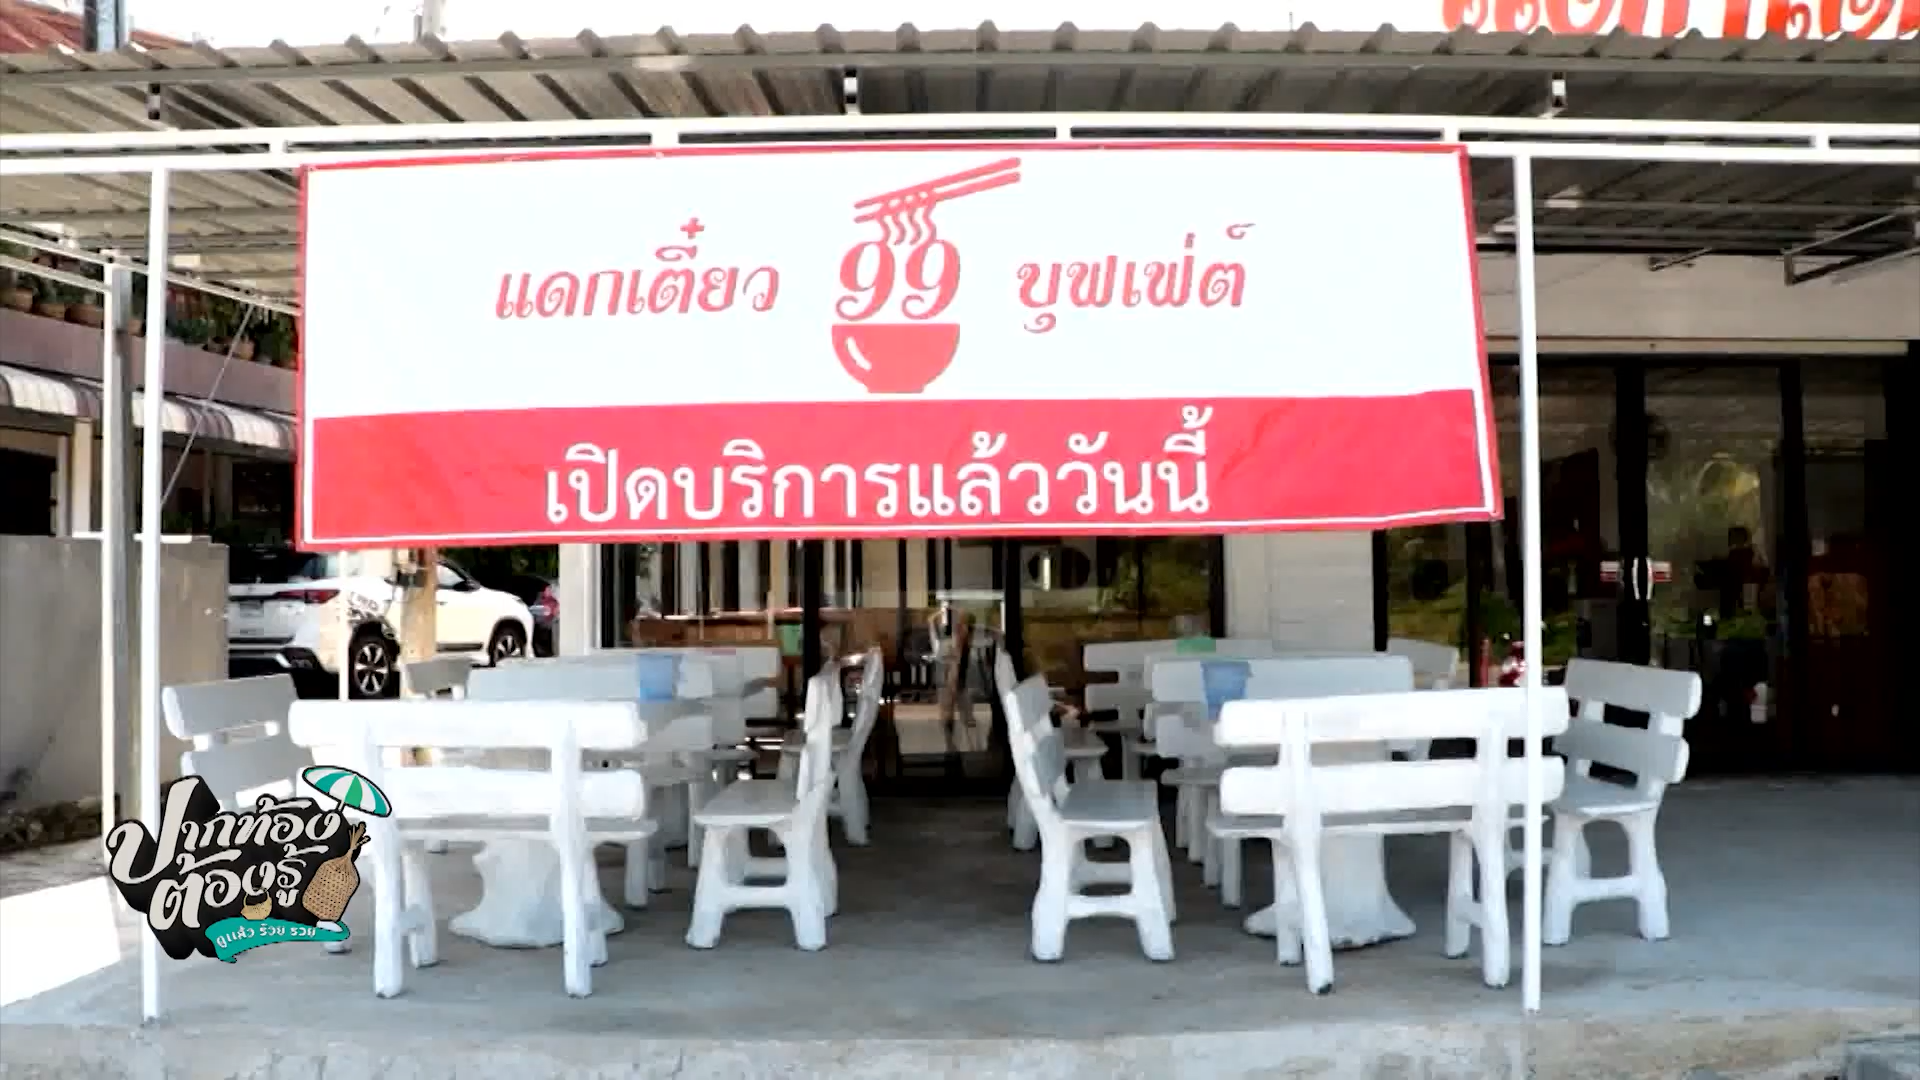 แดกเตี๋ยว 99 บุฟเฟ่ต์
เปิดบริการแล้ววันนี้
ปากท้อง
ต้องรู้
ดูแล้ว ร่วย รวย